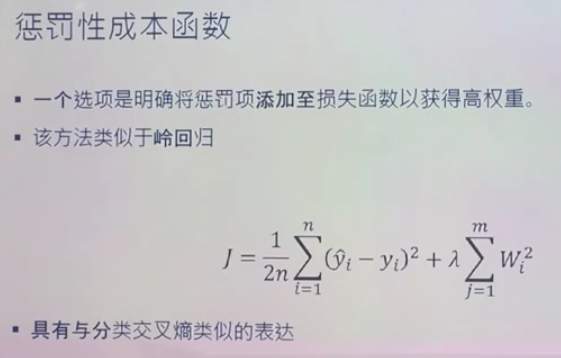 惩罚性成本函数
▪ 一个选项是明确将惩罚项添加至损失函数以获得高权重。
▪ 该方法类似于岭回归
J = \frac{1}{2n} \sum_{i=1}^{n} (\hat{y}_i - y_i)^2 + \lambda \sum_{j=1}^{m} W_i^2
▪ 具有与分类交叉熵类似的表达